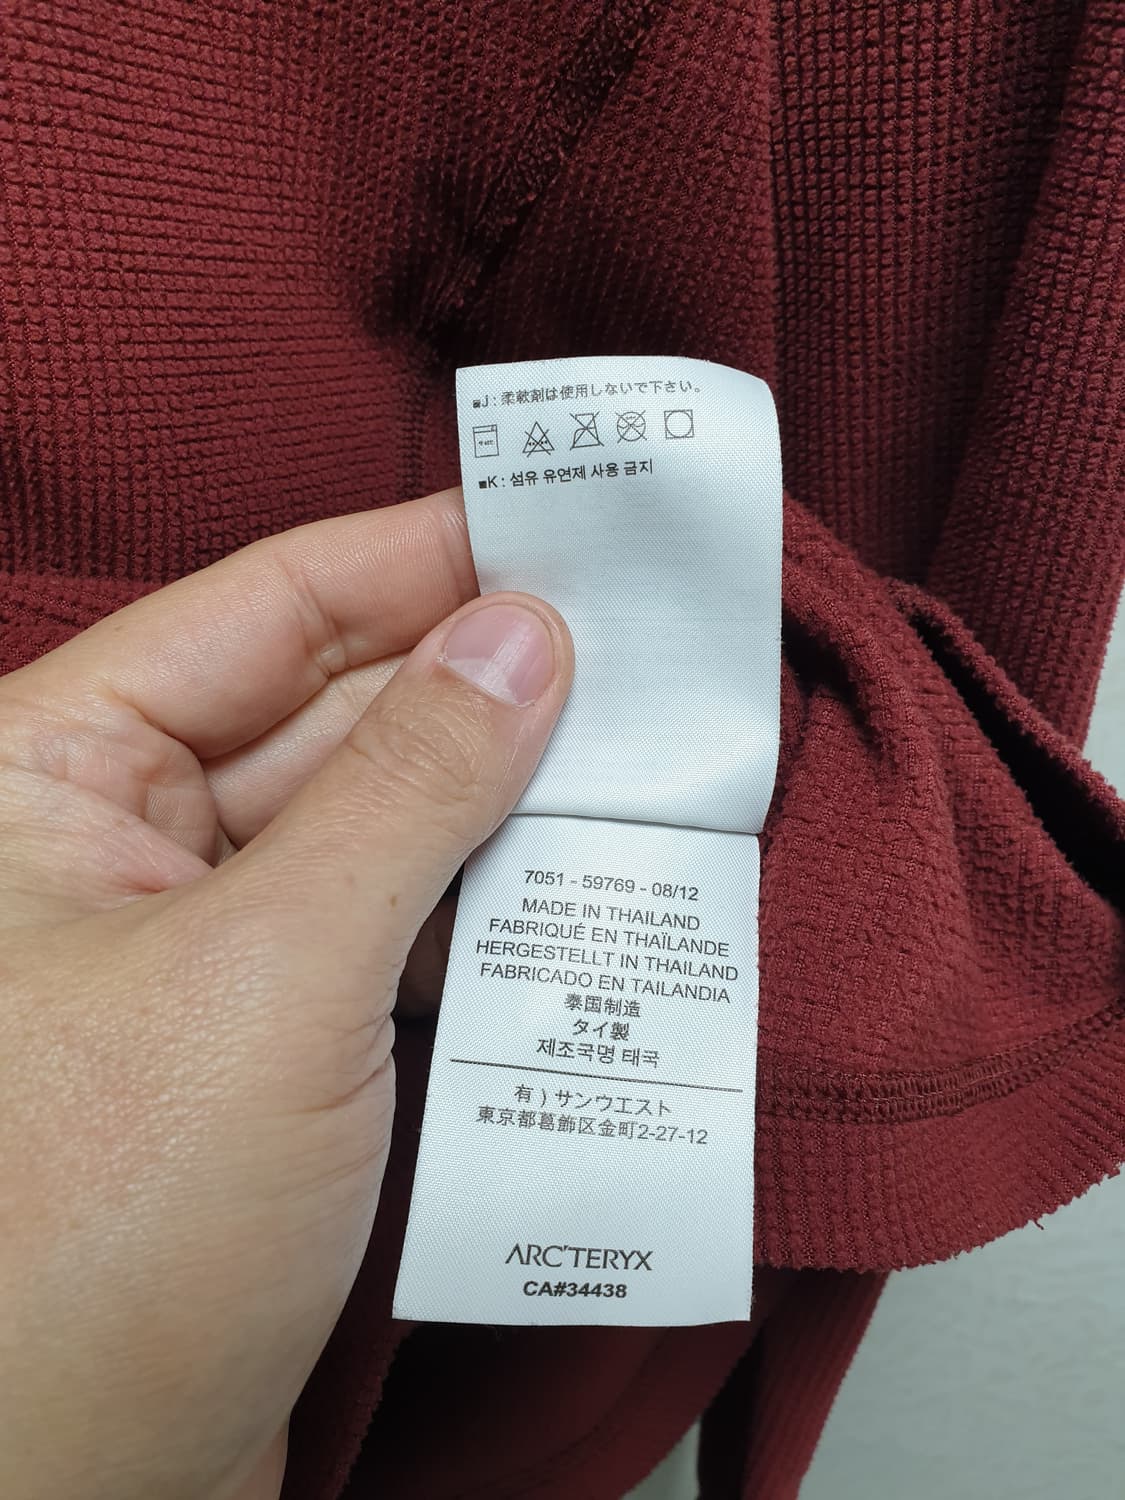 ■J : 柔軟剤は使用しないで下さい。
■K : 섬유 유연제 사용 금지
7051 - 59769 - 08/12
MADE IN THAILAND
FABRIQUÉ EN THAÏLANDE
HERGESTELLT IN THAILAND
FABRICADO EN TAILANDIA
泰国制造
タイ製
제조국명 태국
有）サンウエスト
東京都葛飾区金町2-27-12
ARC'TERYX
CA#34438